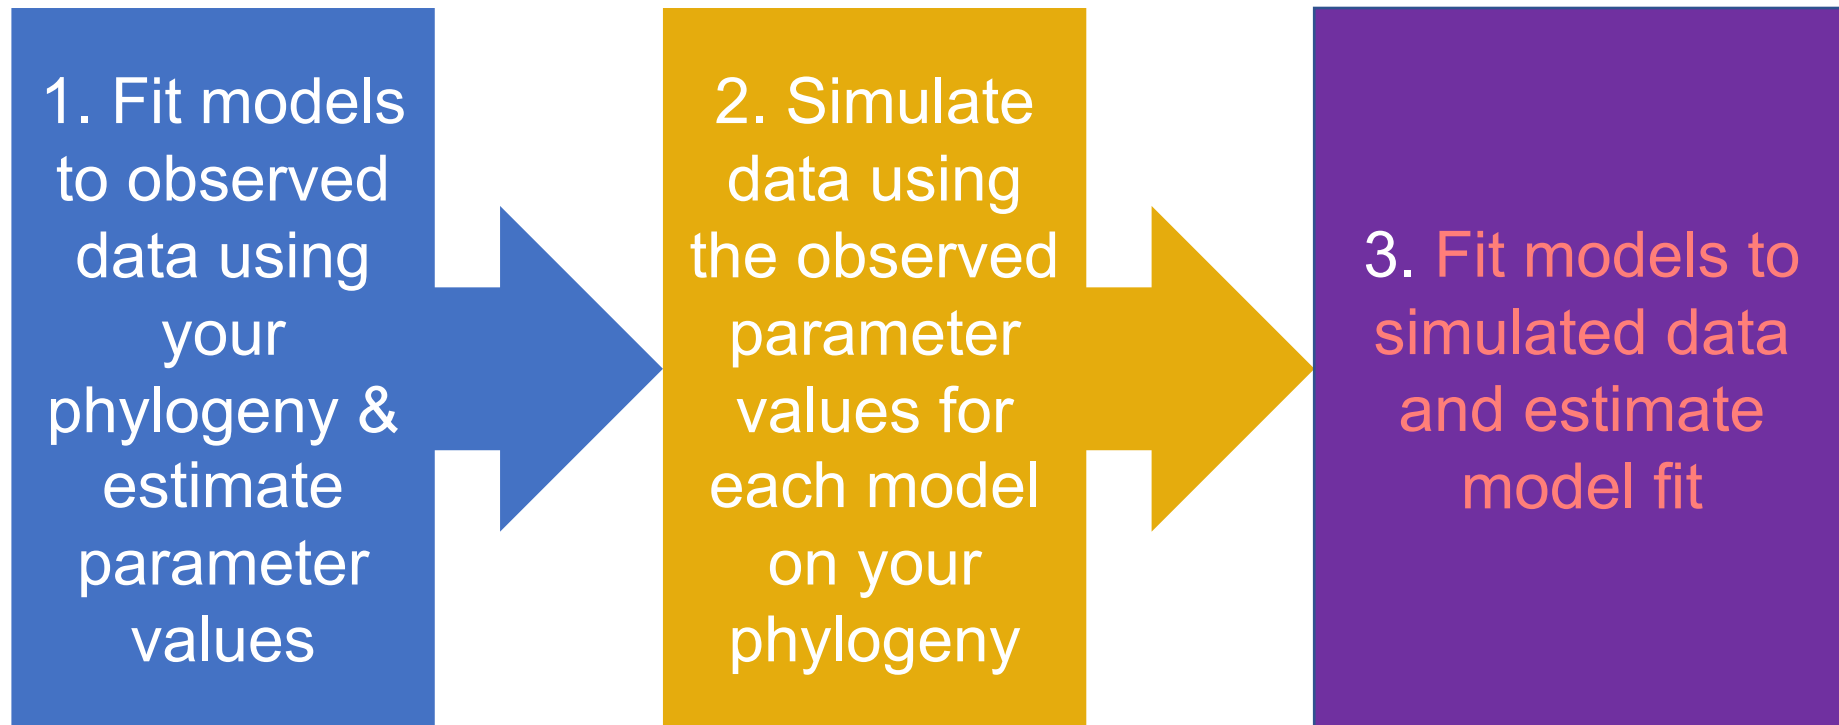 1. Fit models
to observed
data using
your
phylogeny &
estimate
parameter
values
2. Simulate
data using
the observed
parameter
values for
each model
on your
phylogeny
3. Fit models to
simulated data
and estimate
model fit